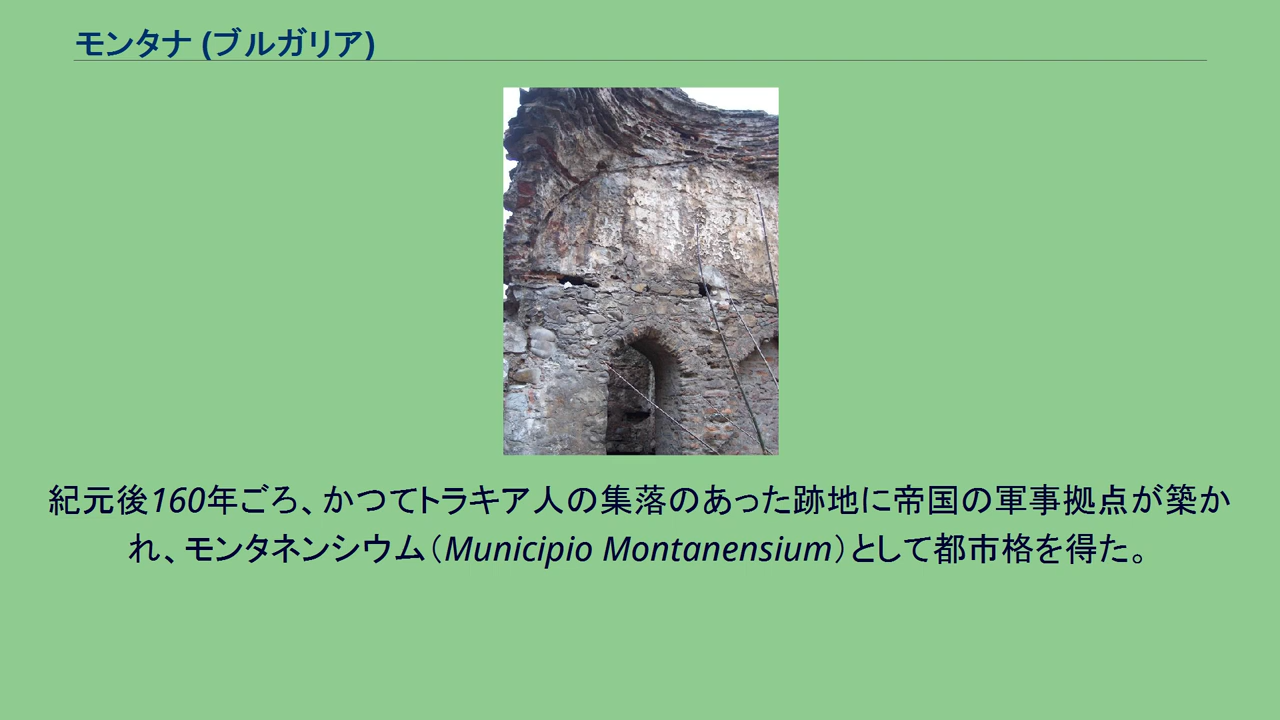 モンタナ (ブルガリア)
紀元後160年ごろ、かつてトラキア人の集落のあった跡地に帝国の軍事拠点が築か
れ、モンタネンシウム（Municipio Montanensium）として都市格を得た。